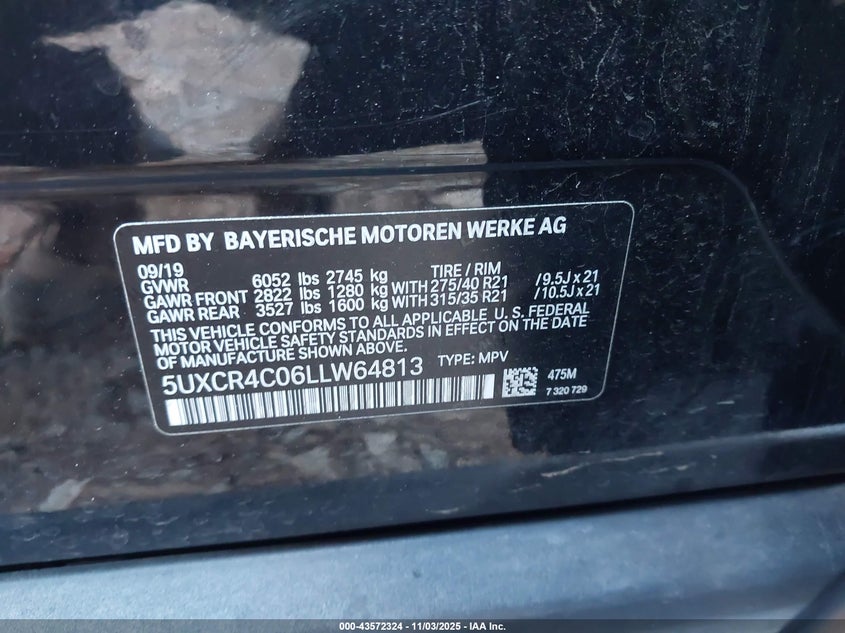 MFD BY BAYERISCHE MOTOREN WERKE AG
09/19 TIRE / RIM
GVWR 6052 lbs 2745 kg
GAWR FRONT 2822 lbs 1280 kg WITH 275/40 R21 /9.5J x 21
GAWR REAR 3527 lbs 1600 kg WITH 315/35 R21 /10.5J x 21
THIS VEHICLE CONFORMS TO ALL APPLICABLE U. S. FEDERAL
MOTOR VEHICLE SAFETY STANDARDS IN EFFECT ON THE DATE
OF MANUFACTURE SHOWN ABOVE.
5UXCR4C06LLW64813 TYPE: MPV
475M
7 320 729
000-43572324 | 11/03/2025 – IAA Inc.